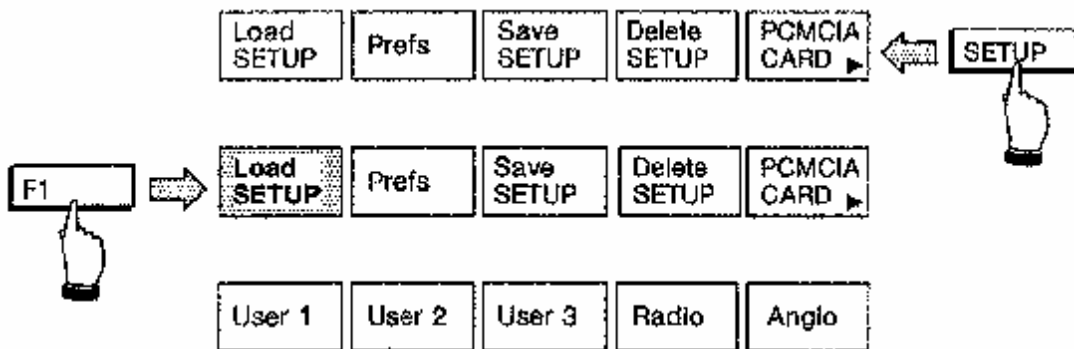 Load SETUP
Prefs
Save SETUP
Delete SETUP
PCMCIA CARD ▶
SETUP
F1
Load SETUP
Prefs
Save SETUP
Delete SETUP
PCMCIA CARD ▶
User 1
User 2
User 3
Radio
Angio